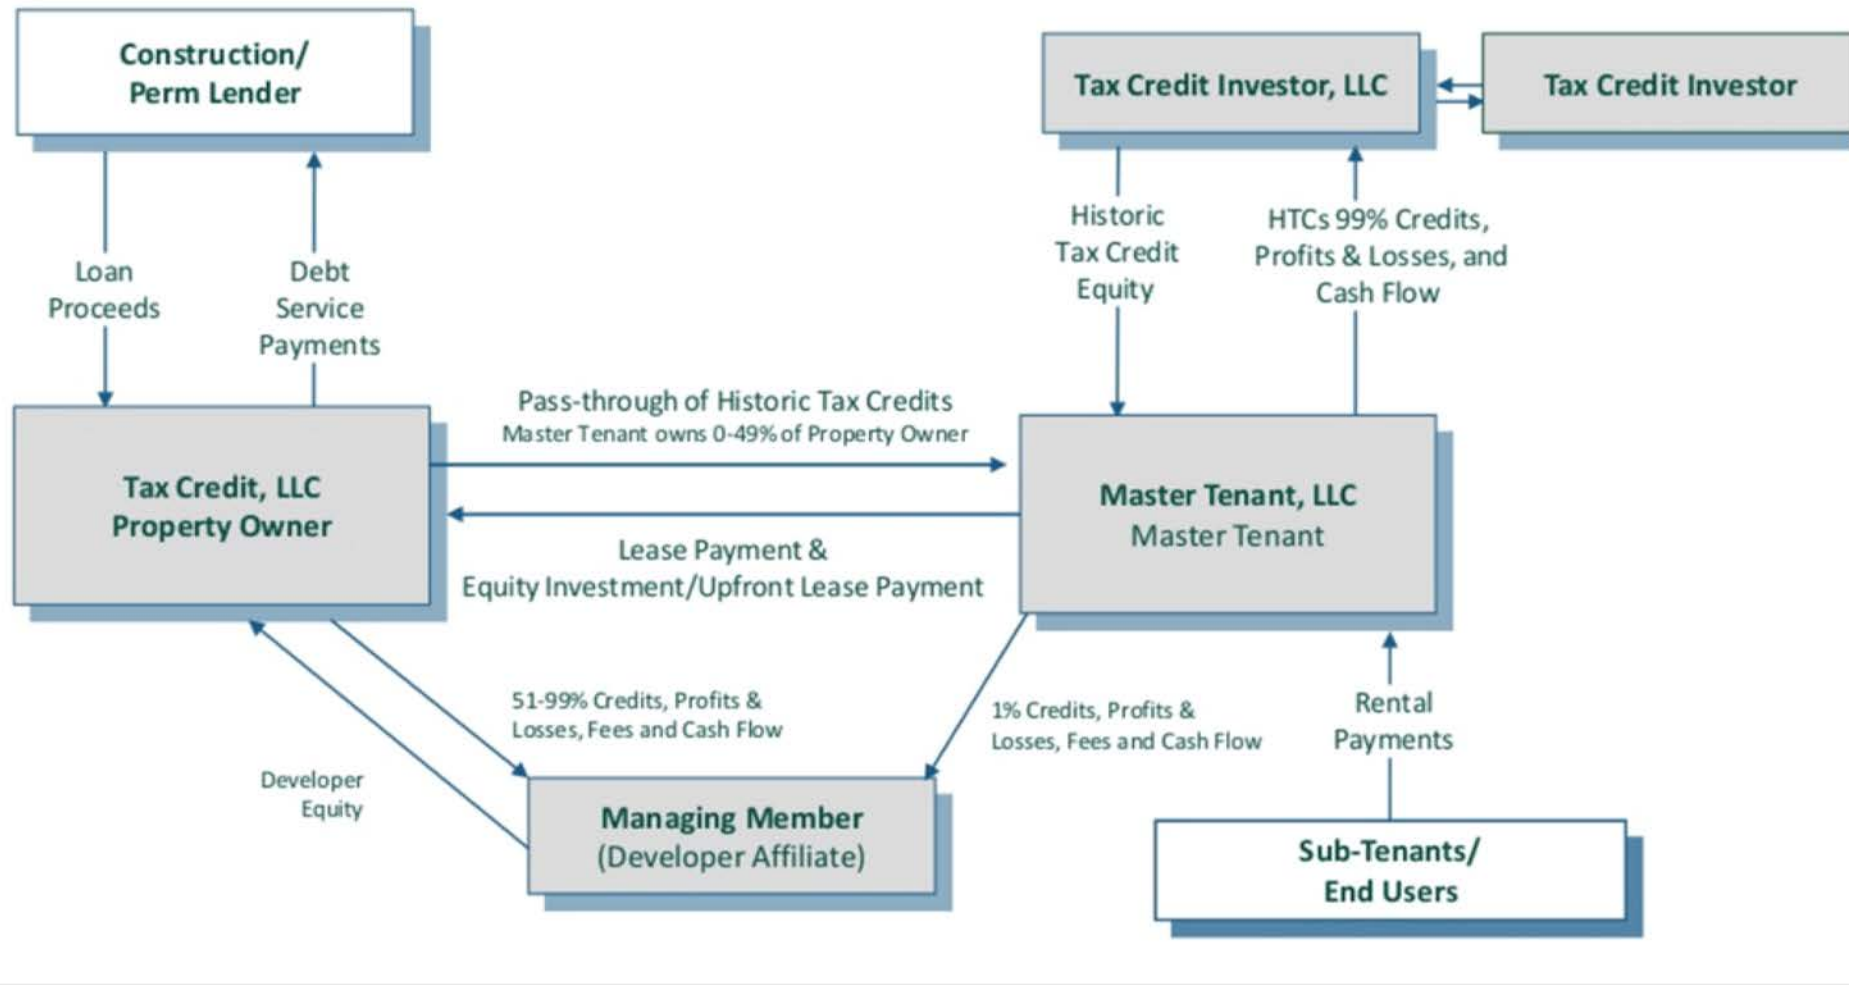 Construction/
Perm Lender
Tax Credit Investor, LLC
Tax Credit Investor
Loan
Proceeds
Debt
Service
Payments
Historic
Tax Credit
Equity
HTCs 99% Credits,
Profits & Losses, and
Cash Flow
Pass-through of Historic Tax Credits
Master Tenant owns 0-49% of Property Owner
Tax Credit, LLC
Property Owner
Master Tenant, LLC
Master Tenant
Lease Payment &
Equity Investment/Upfront Lease Payment
51-99% Credits, Profits &
Losses, Fees and Cash Flow
1% Credits, Profits &
Losses, Fees and Cash Flow
Rental
Payments
Developer
Equity
Managing Member
(Developer Affiliate)
Sub-Tenants/
End Users